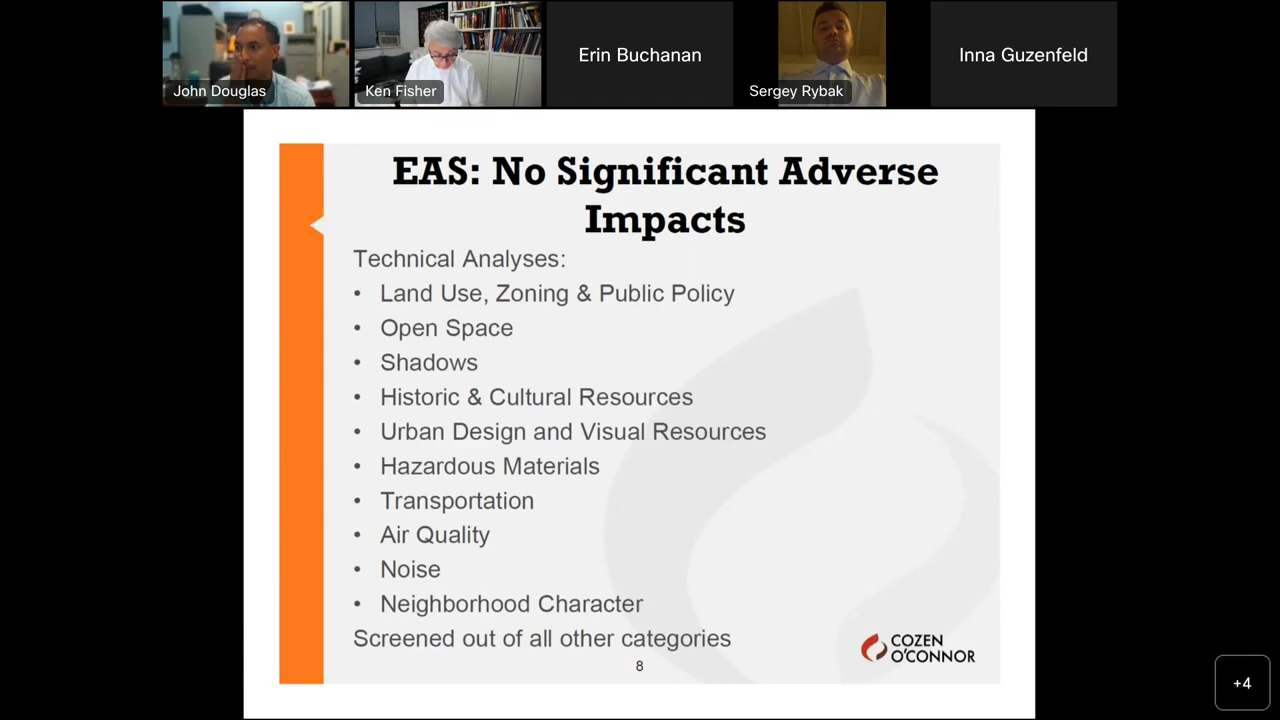 John Douglas
Ken Fisher
Erin Buchanan
Sergey Rybak
Inna Guzenfeld
EAS: No Significant Adverse
Impacts
Technical Analyses:
• Land Use, Zoning & Public Policy
• Open Space
• Shadows
• Historic & Cultural Resources
• Urban Design and Visual Resources
• Hazardous Materials
• Transportation
• Air Quality
• Noise
• Neighborhood Character
Screened out of all other categories
COZEN
O'CONNOR
8
+4